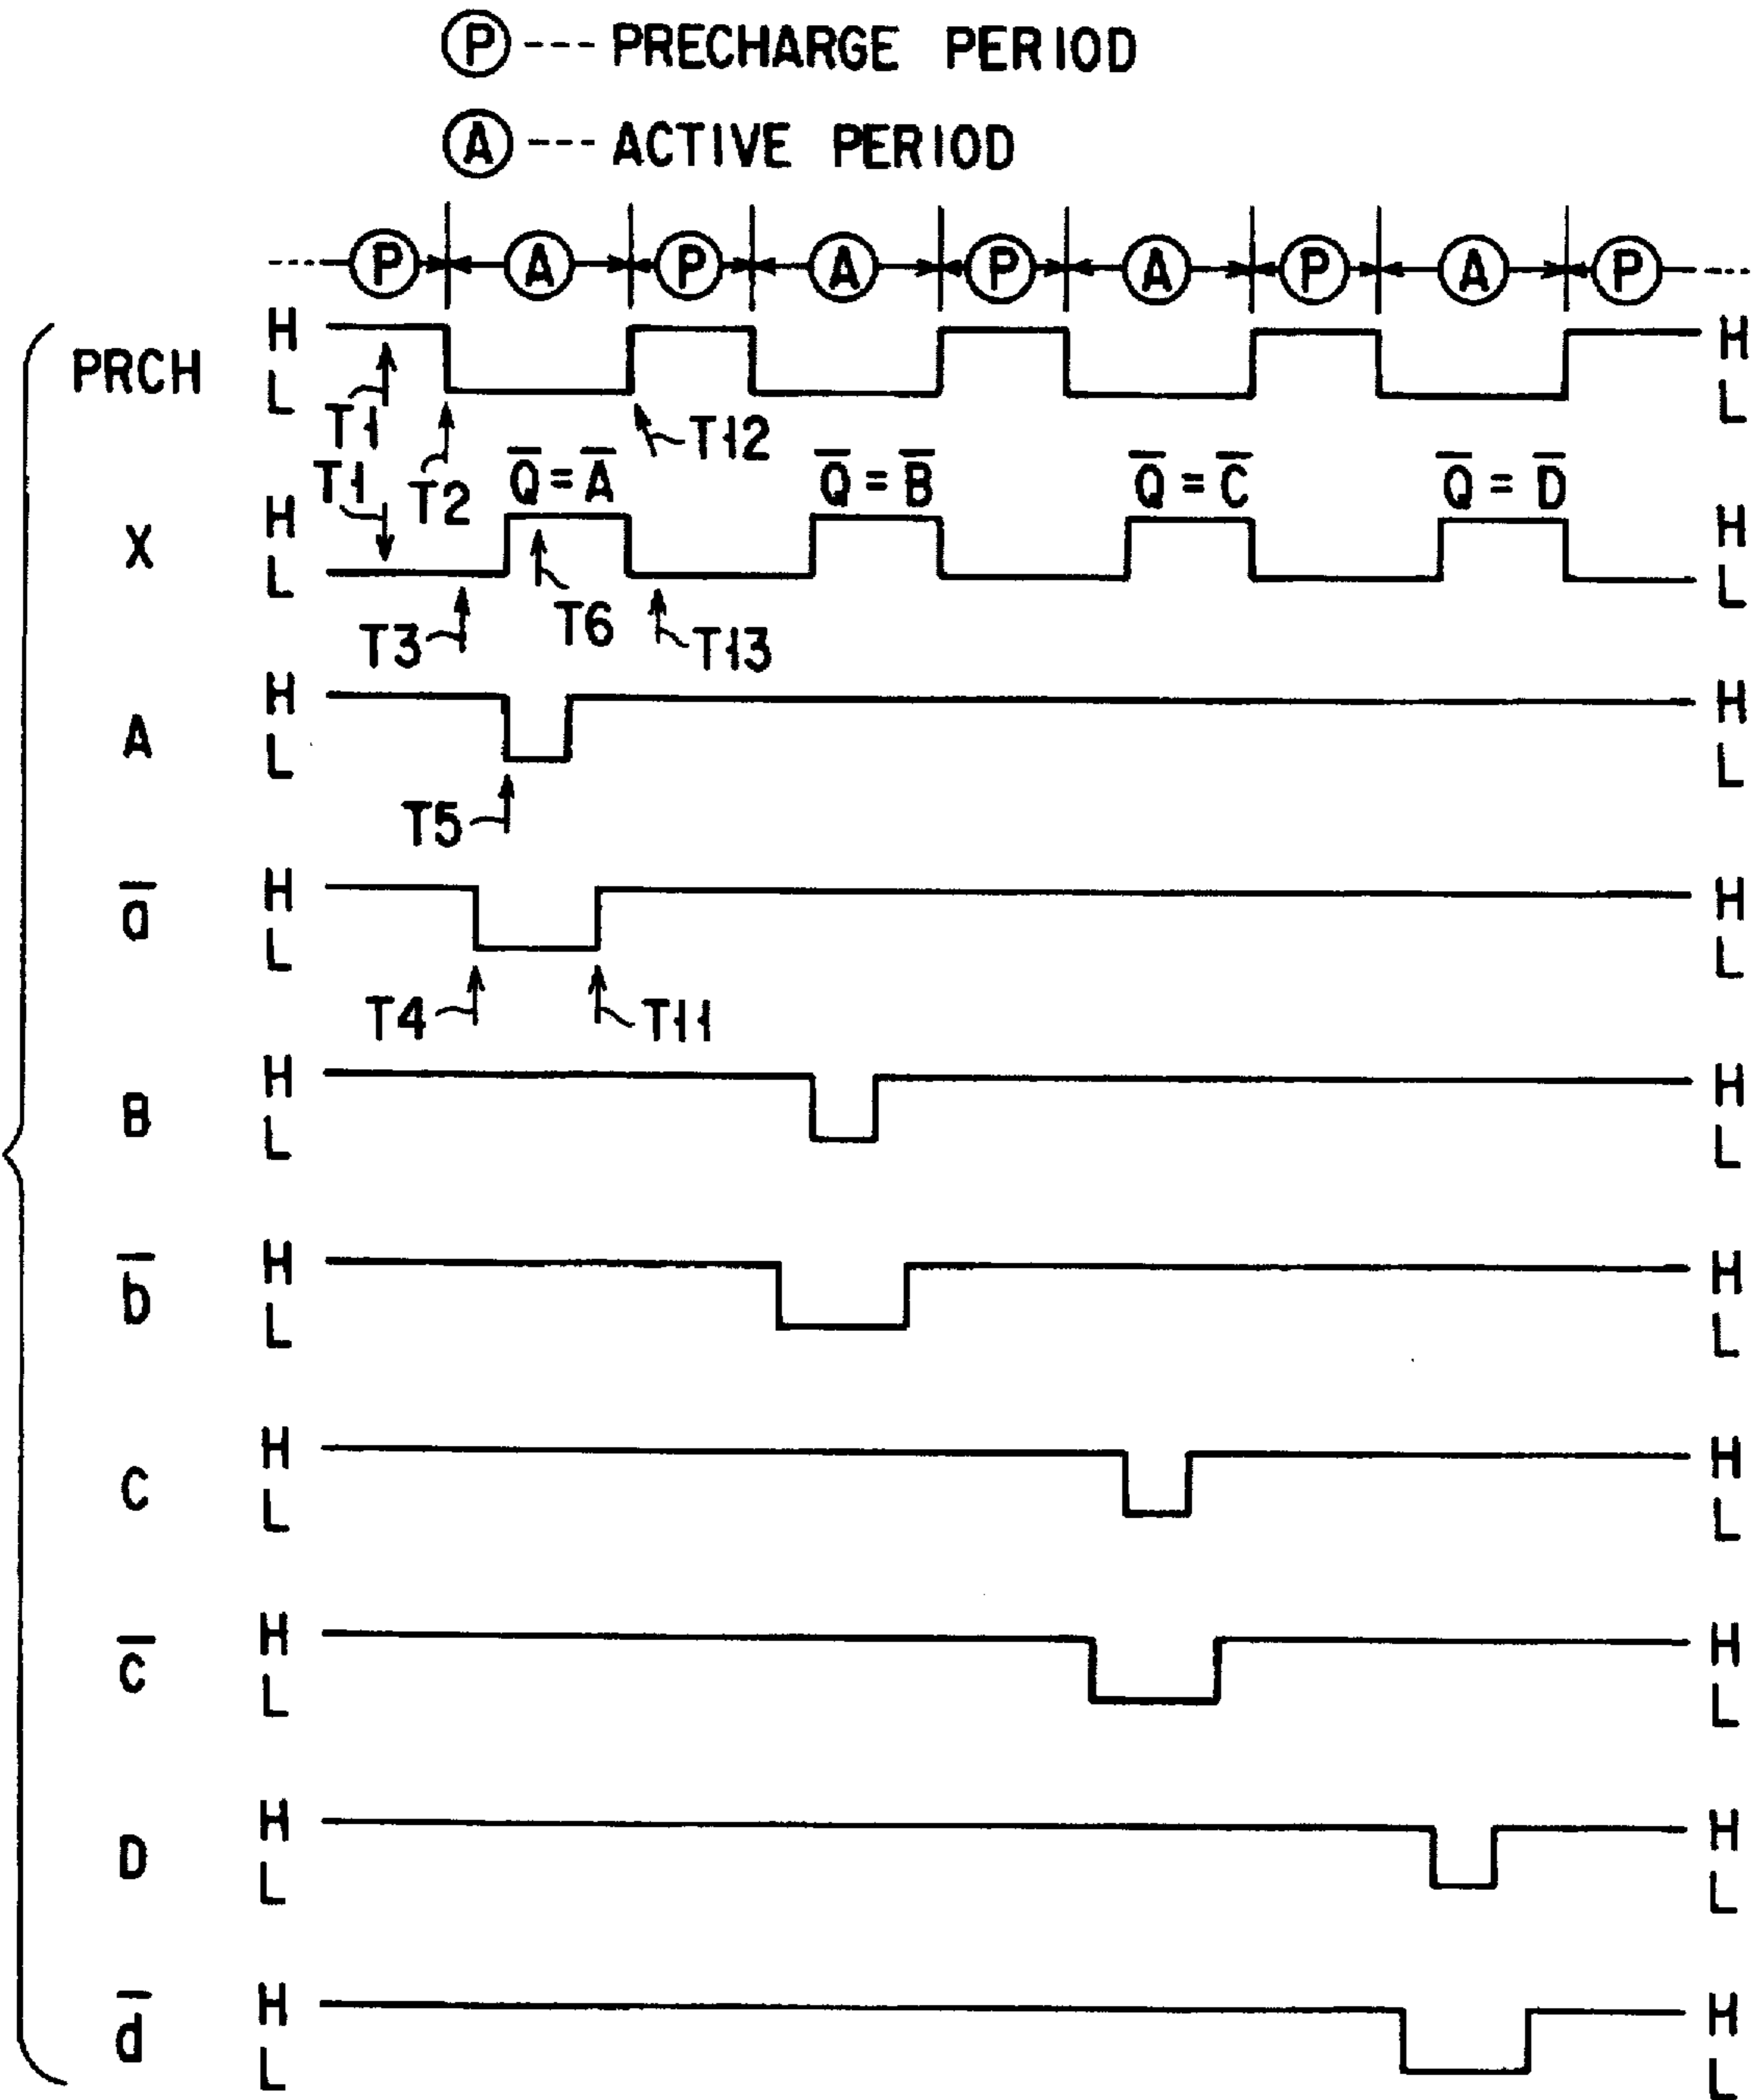 P --- PRECHARGE PERIOD
A --- ACTIVE PERIOD
P A P A P A P A P
PRCH H L H L
T1 T2 T12
X H L H L
T1 Q̅=A̅ Q̅=B̅ Q̅=C̅ Q̅=D̅
T3 T6 T13
A H L H L
T5
a̅ H L H L
T4 T11
B H L H L
b̅ H L H L
C H L H L
c̅ H L H L
D H L H L
d̅ H L H L